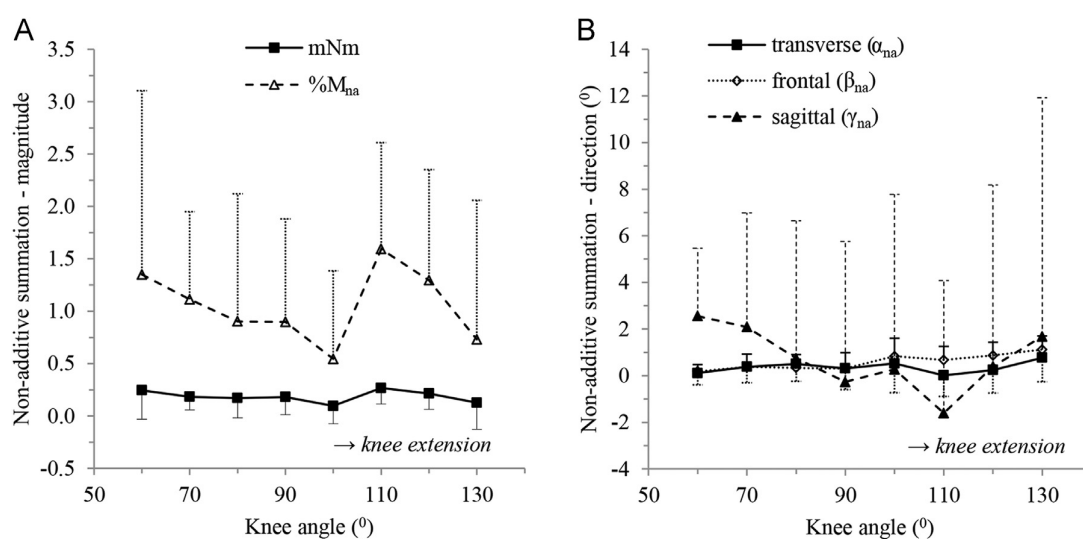 A
mNm
%Mna
Non-additive summation - magnitude
3.5
3.0
2.5
2.0
1.5
1.0
0.5
0.0
-0.5
→ knee extension
50
70
90
110
130
Knee angle (⁰)
B
transverse (αna)
frontal (βna)
sagittal (γna)
Non-additive summation - direction (⁰)
14
12
10
8
6
4
2
0
-2
-4
→ knee extension
50
70
90
110
130
Knee angle (⁰)